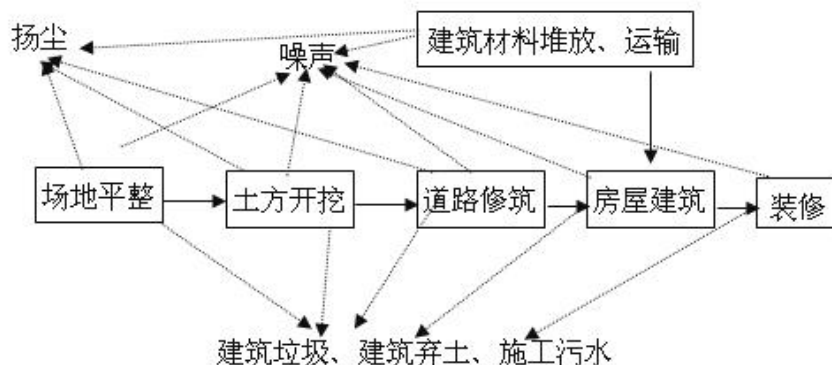 扬尘
噪声
建筑材料堆放、运输
场地平整
土方开挖
道路修筑
房屋建筑
装修
建筑垃圾、建筑弃土、施工污水